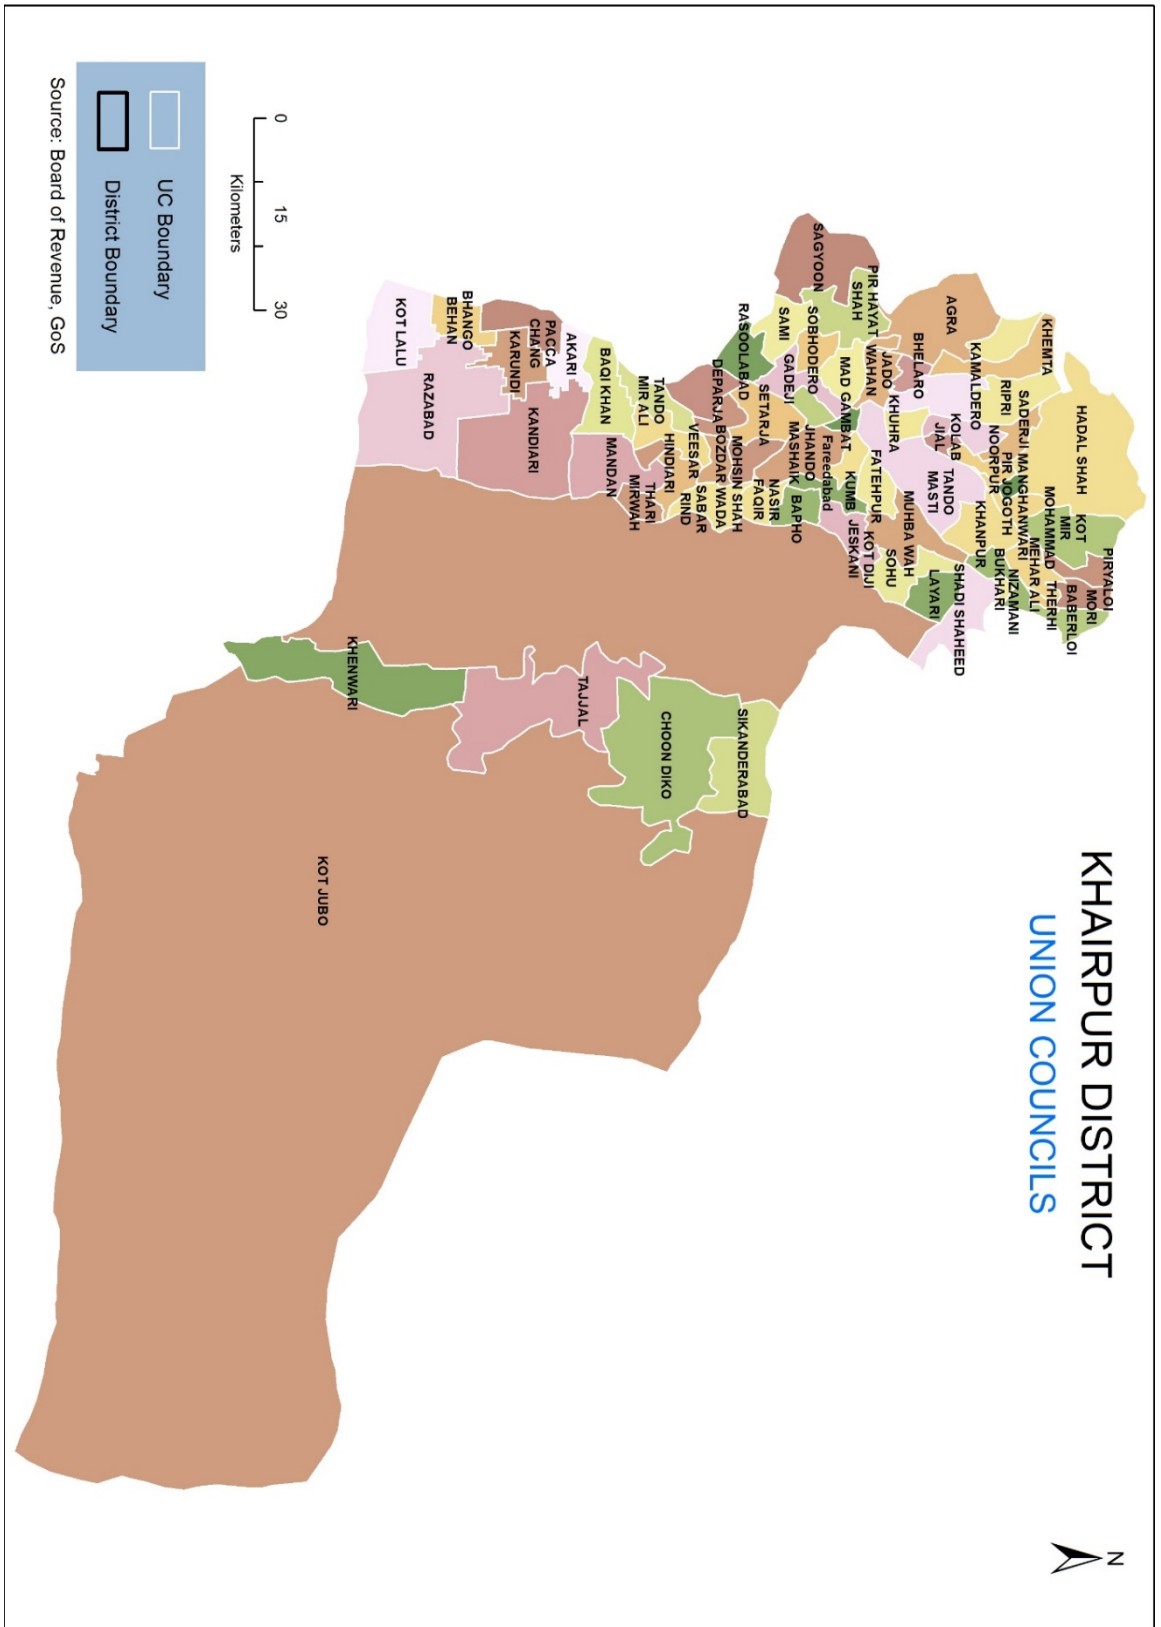 KHAIRPUR DISTRICT
UNION COUNCILS
N
PIRYALOI
MORI
HADAL SHAH
KOT
MIR
MOHAMMAD
BABERLOI
THERHI
KHEMTA
MEHAR ALI
SADERJI
MANGHANWARI
NIZAMANI
RIPRI
PIR JOGOTH
BUKHARI
NOORPUR
KAMALDERO
KHANPUR
AGRA
KOLAB
JIAL
TANDO
MASTI
SHADI SHAHEED
BHELARO
LAYARI
MUHBA WAH
JADO
WAHAN
KHUHRA
SOHU
PIR HAYAT
SHAH
FATEHPUR
KOT DIJI
JESKANI
MAD
GAMBAT
KUMB
SAGYOON
SOBHODERO
Fareedabad
JHANDO
MASHAIK
BAPHO
SAMI
GADEJI
NASIR
FAQIR
SETARJA
RASOOLABAD
MOHSIN SHAH
SIKANDERABAD
DEPARJA
BOZDAR WADA
VEESAR
SABAR
RIND
TANDO
MIR ALI
HINDIARI
THARI
MIRWAH
CHOON DIKO
BAQI KHAN
MANDAN
TAJJAL
AKARI
PACCA
CHANG
KANDIARI
KARUNDI
BHANGO
BEHAN
RAZABAD
KOT LALU
KHENWARI
KOT JUBO
0
15
30
Kilometers
UC Boundary
District Boundary
Source: Board of Revenue, GoS